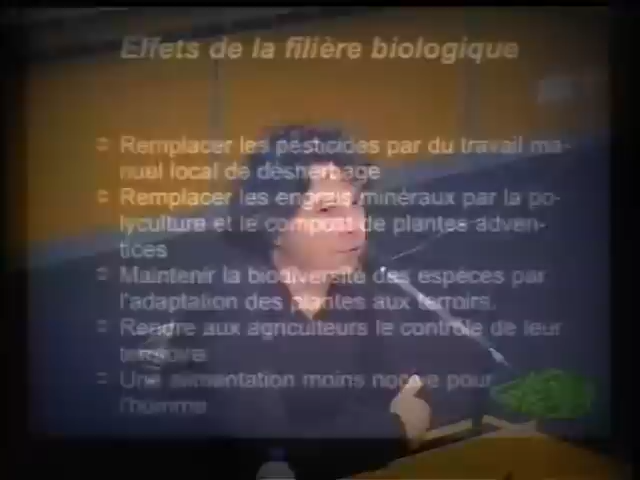 Effets de la filière biologique
Remplacer les pesticides par du travail ma-
nuel local de désherbage
Remplacer les engrais minéraux par la po-
lyculture et le compost de plantes adven-
tices
Maintenir la biodiversité des espèces par
l'adaptation des plantes aux terroirs.
Rendre aux agriculteurs le contrôle de leur
territoire
Une alimentation moins nocive pour
l'homme